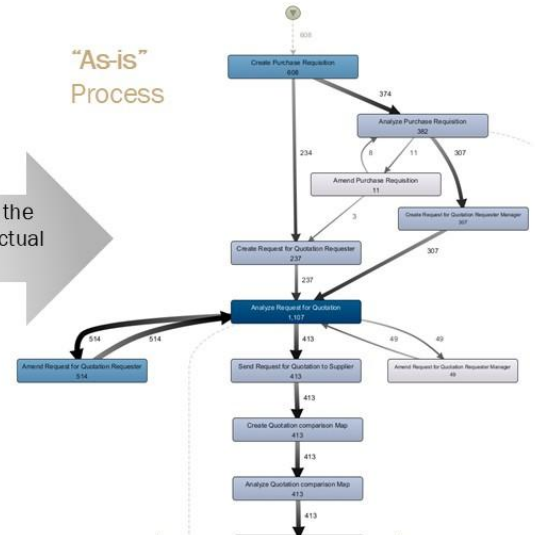 “As-is”
Process
608
Create Purchase Requisition
608
374
Analyze Purchase Requisition
382
234
8
11
307
Amend Purchase Requisition
11
3
Create Request for Quotation Requester Manager
307
the
ctual
Create Request for Quotation Requester
237
307
237
Analyze Request for Quotation
1,107
514
514
413
49
49
Amend Request for Quotation Requester
514
Send Request for Quotation to Supplier
413
Amend Request for Quotation Requester Manager
49
413
Create Quotation comparison Map
413
413
Analyze Quotation comparison Map
413
413